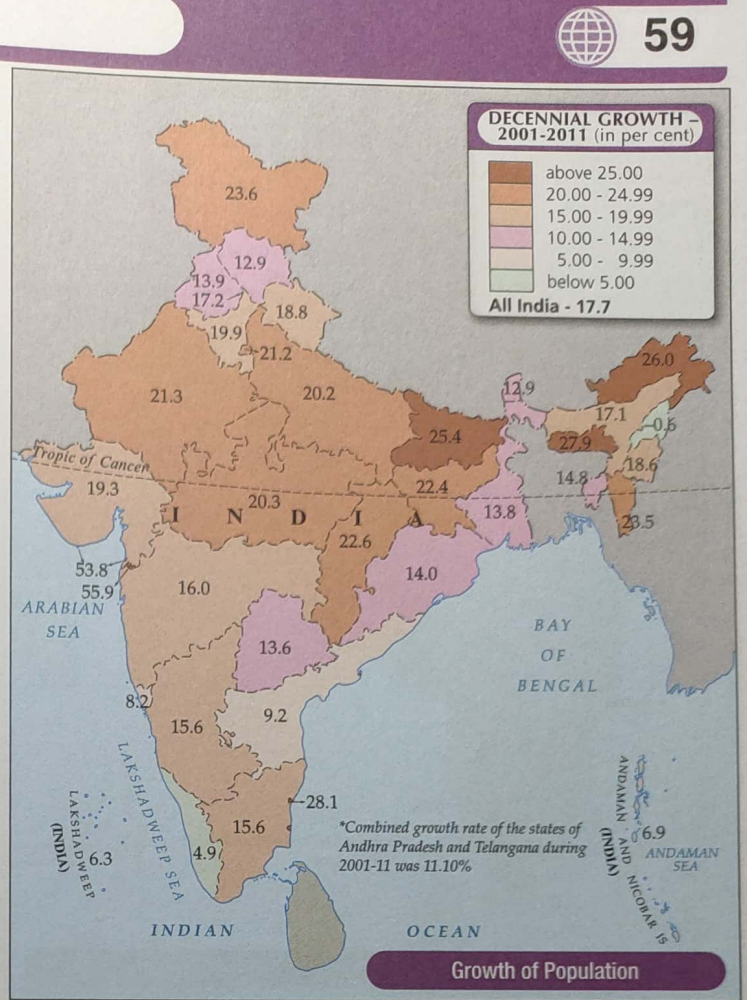 59
DECENNIAL GROWTH –
2001-2011 (in per cent)
above 25.00
20.00 - 24.99
15.00 - 19.99
10.00 - 14.99
5.00 - 9.99
below 5.00
All India - 17.7
23.6
12.9
13.9
17.2
18.8
19.9
21.2
26.0
21.3
20.2
12.9
17.1
-0.6
25.4
27.9
18.6
Tropic of Cancer
19.3
22.4
14.8
20.3
13.8
23.5
I N D I A
22.6
53.8
55.9
16.0
14.0
ARABIAN
SEA
BAY
OF
BENGAL
13.6
8.2
15.6
9.2
LAKSHADWEEP SEA
LAKSHADWEEP
(INDIA)
6.3
4.9
15.6
28.1
*Combined growth rate of the states of
Andhra Pradesh and Telangana during
2001-11 was 11.10%
ANDAMAN AND NICOBAR IS
(INDIA)
6.9
ANDAMAN
SEA
INDIAN OCEAN
Growth of Population